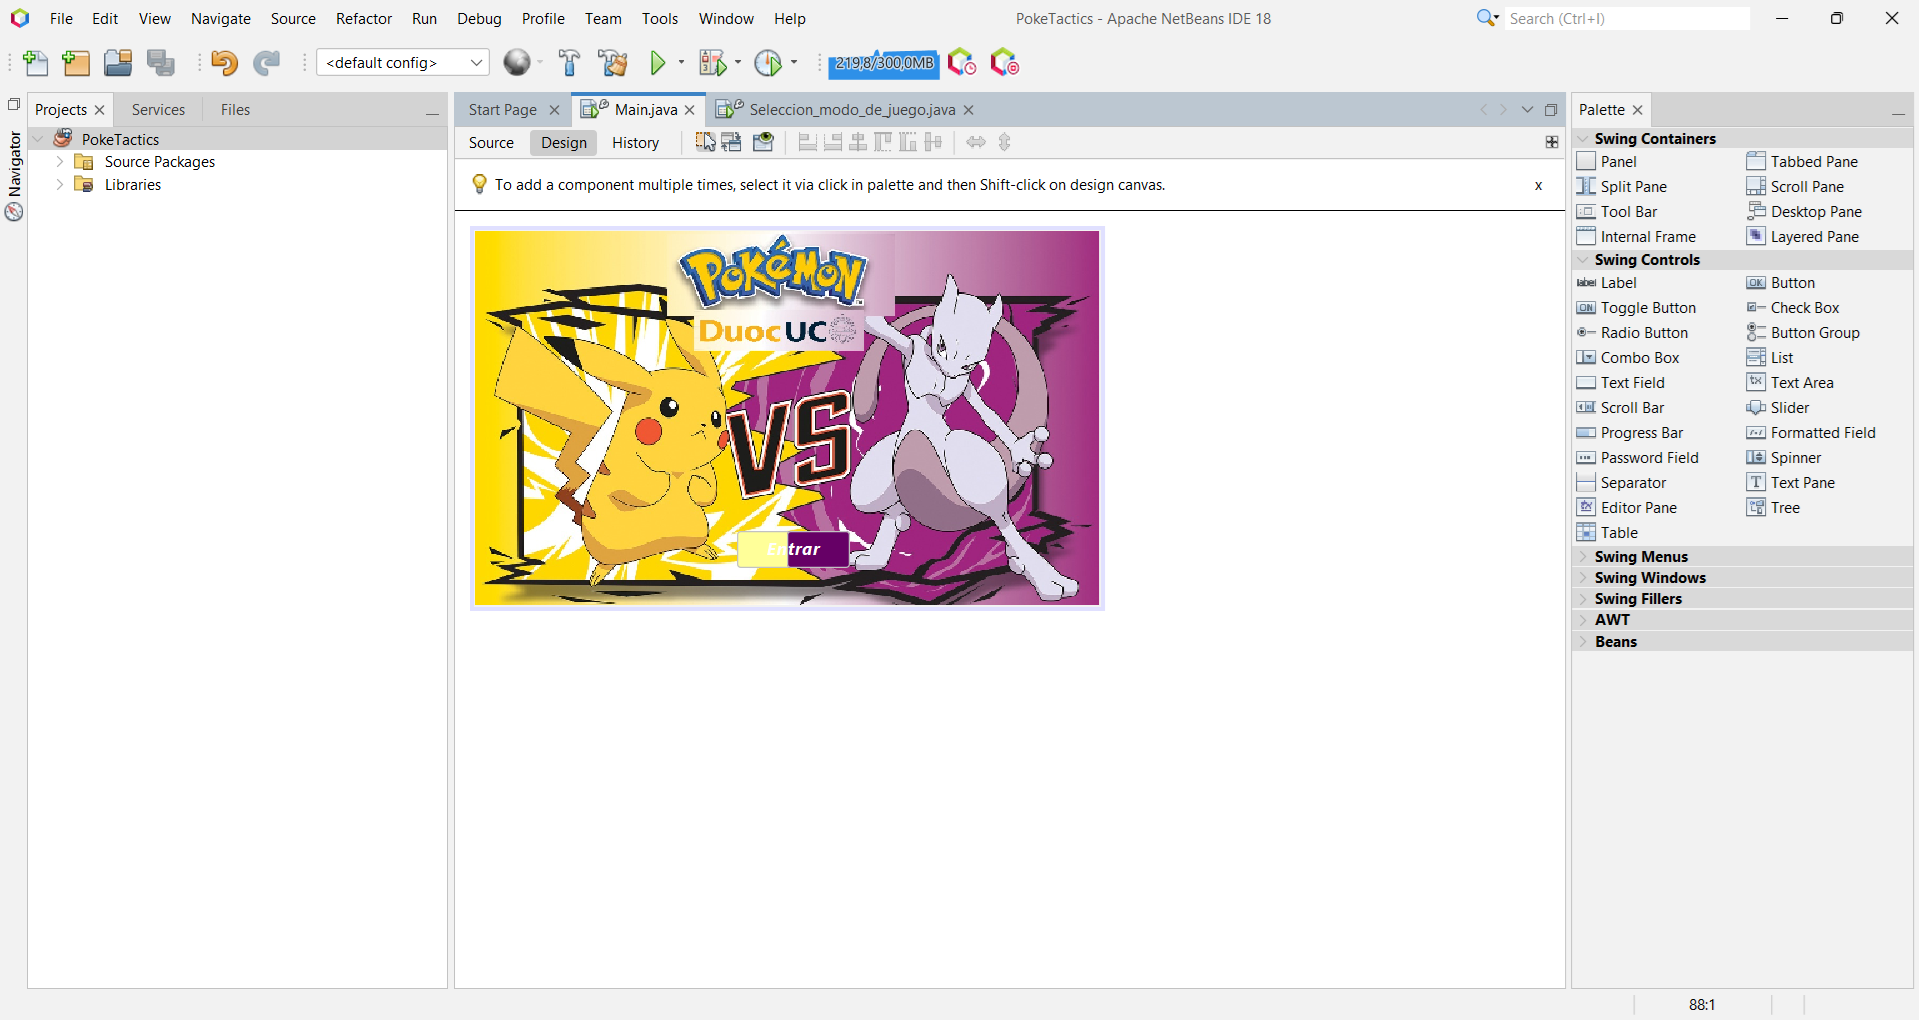 File Edit View Navigate Source Refactor Run Debug Profile Team Tools Window Help
PokeTactics - Apache NetBeans IDE 18
Search (Ctrl+I)
<default config>
219,8/300,0MB
Navigator
Projects Services Files
PokeTactics
Source Packages
Libraries
Start Page Main.java Seleccion_modo_de_juego.java
Source Design History
To add a component multiple times, select it via click in palette and then Shift-click on design canvas.
x
POKéMON
DuocUC
VS
Entrar
Palette
Swing Containers
Panel Tabbed Pane
Split Pane Scroll Pane
Tool Bar Desktop Pane
Internal Frame Layered Pane
Swing Controls
label Label OK Button
ON Toggle Button Check Box
Radio Button Button Group
Combo Box List
Text Field Text Area
Scroll Bar Slider
Progress Bar Formatted Field
Password Field Spinner
Separator T Text Pane
Editor Pane Tree
Table
Swing Menus
Swing Windows
Swing Fillers
AWT
Beans
88:1